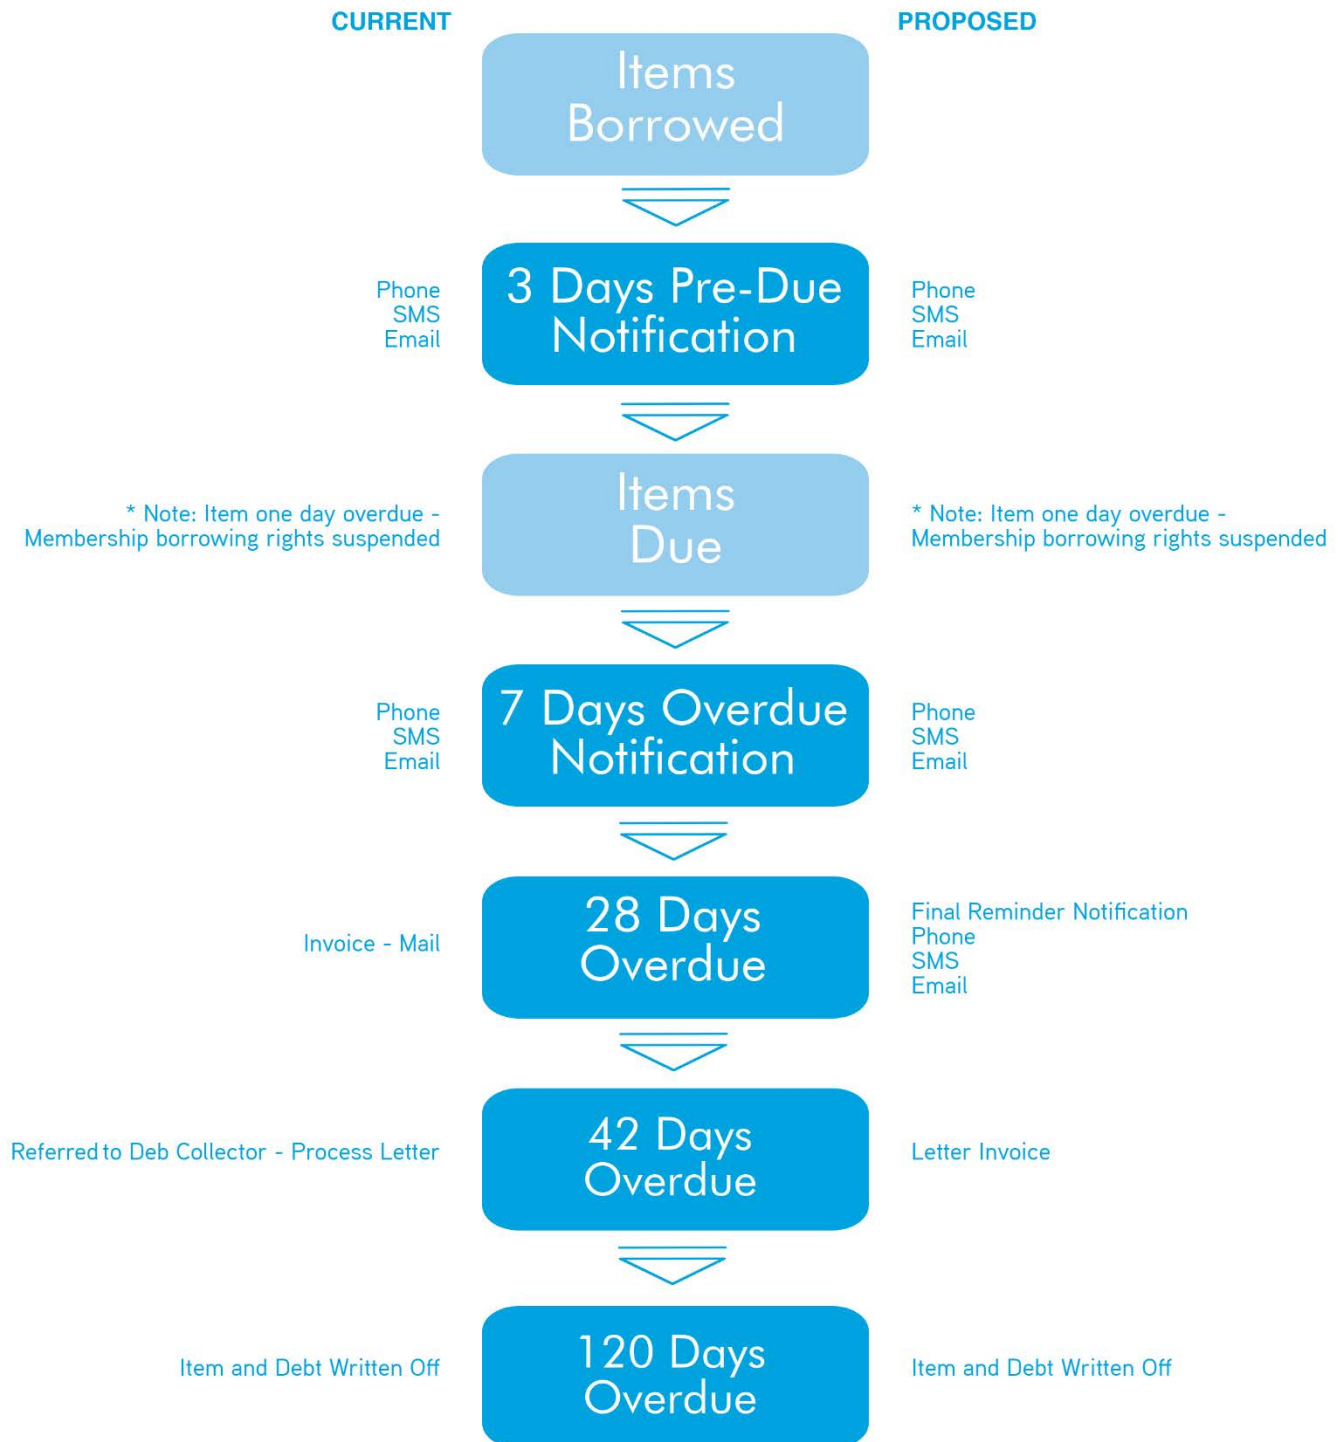 CURRENT
PROPOSED
Items
Borrowed
Phone
SMS
Email
3 Days Pre-Due
Notification
Phone
SMS
Email
* Note: Item one day overdue -
Membership borrowing rights suspended
Items
Due
* Note: Item one day overdue -
Membership borrowing rights suspended
Phone
SMS
Email
7 Days Overdue
Notification
Phone
SMS
Email
Invoice - Mail
28 Days
Overdue
Final Reminder Notification
Phone
SMS
Email
Referred to Deb Collector - Process Letter
42 Days
Overdue
Letter Invoice
Item and Debt Written Off
120 Days
Overdue
Item and Debt Written Off